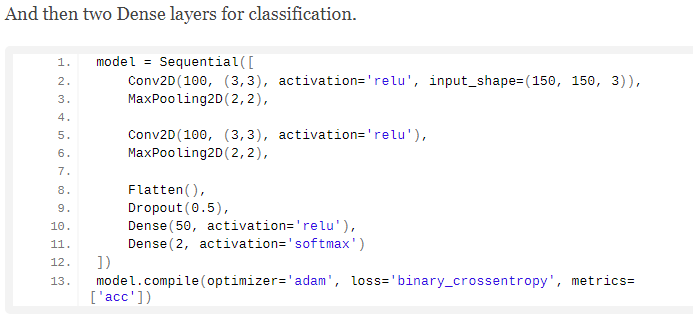 And then two Dense layers for classification.
1. model = Sequential([
2.     Conv2D(100, (3,3), activation='relu', input_shape=(150, 150, 3)),
3.     MaxPooling2D(2,2),
4.
5.     Conv2D(100, (3,3), activation='relu'),
6.     MaxPooling2D(2,2),
7.
8.     Flatten(),
9.     Dropout(0.5),
10.     Dense(50, activation='relu'),
11.     Dense(2, activation='softmax')
12. ])
13. model.compile(optimizer='adam', loss='binary_crossentropy', metrics=
['acc'])